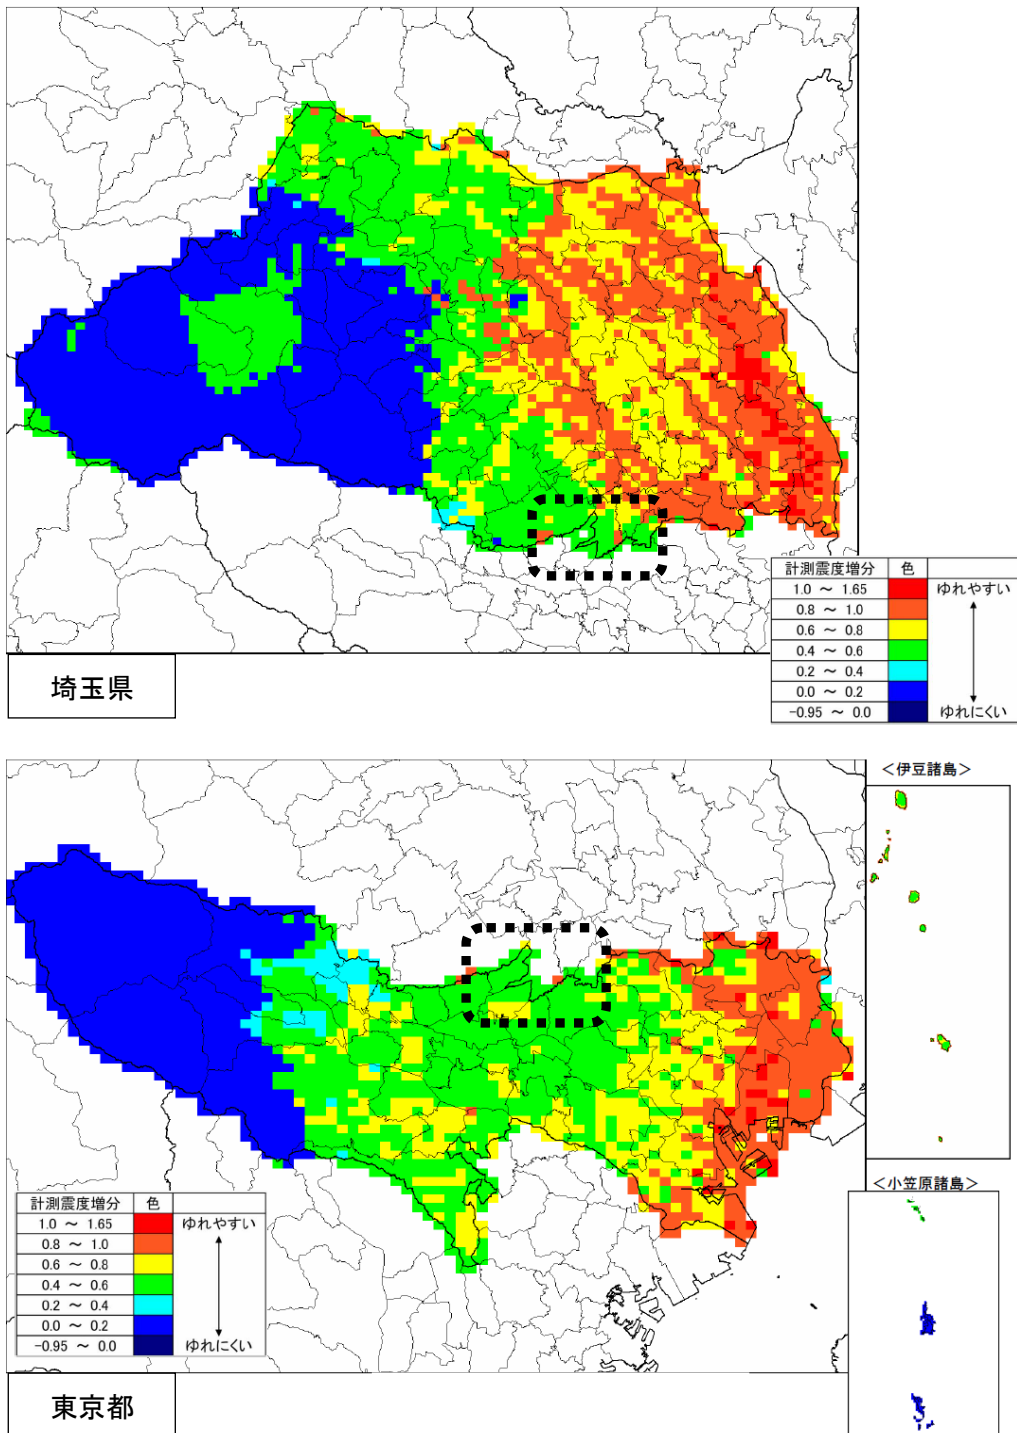 計測震度増分 色
1.0 ～ 1.65 ゆれやすい
0.8 ～ 1.0
0.6 ～ 0.8
0.4 ～ 0.6
0.2 ～ 0.4
0.0 ～ 0.2
-0.95 ～ 0.0 ゆれにくい
埼玉県
＜伊豆諸島＞
＜小笠原諸島＞
計測震度増分 色
1.0 ～ 1.65 ゆれやすい
0.8 ～ 1.0
0.6 ～ 0.8
0.4 ～ 0.6
0.2 ～ 0.4
0.0 ～ 0.2
-0.95 ～ 0.0 ゆれにくい
東京都